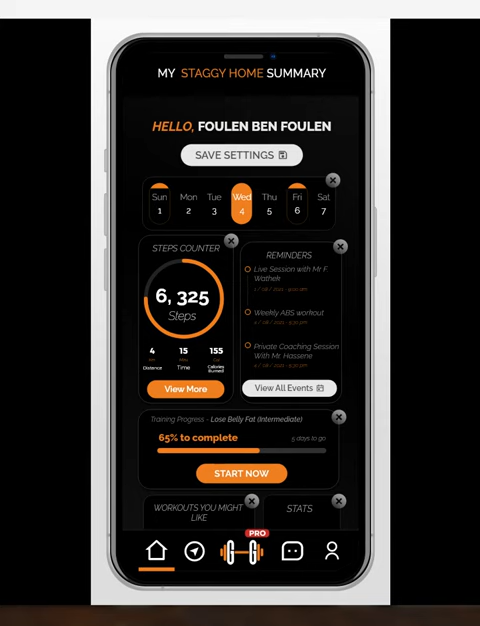 MY STAGGY HOME SUMMARY
HELLO, FOULEN BEN FOULEN
SAVE SETTINGS
Sun Mon Tue Wed Thu Fri Sat
1 2 3 4 5 6 7
STEPS COUNTER
6, 325
Steps
4 15 155
Distance Time Calories Burned
View More
REMINDERS
Live Session with Mr F.
Wathek
Weekly ABS workout
Private Coaching Session
With Mr. Hassene
View All Events
Training Progress - Lose Belly Fat (Intermediate)
65% to complete
5 days to go
START NOW
WORKOUTS YOU MIGHT
LIKE
STATS
PRO